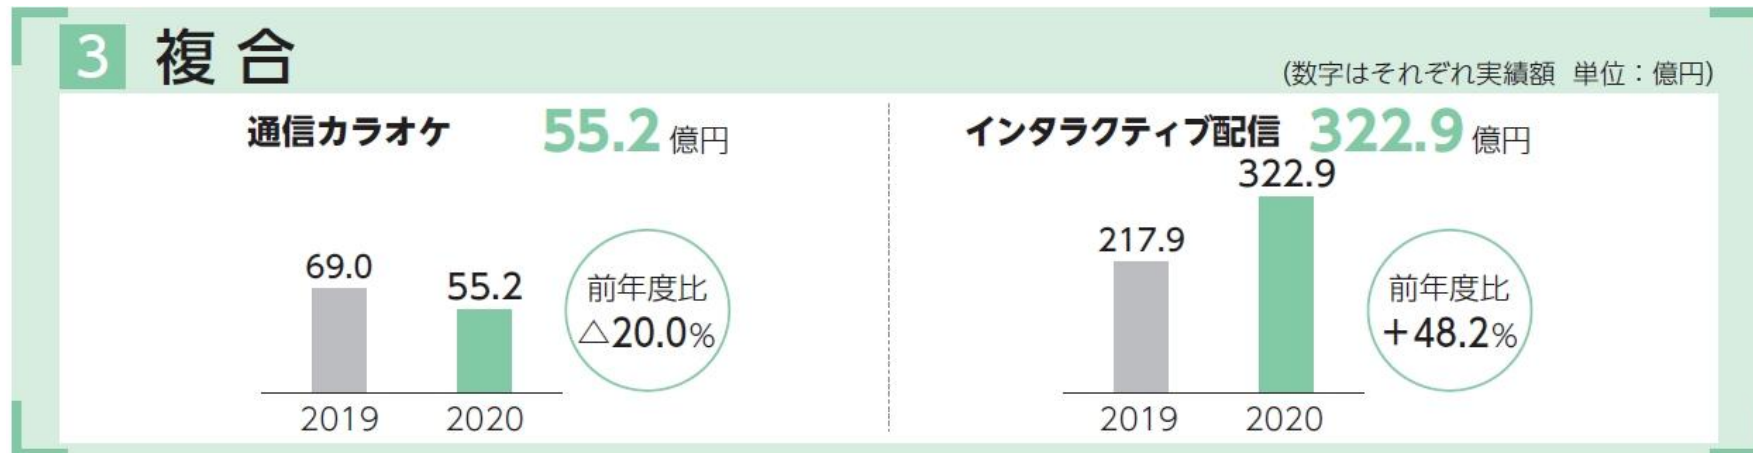 3 複合
(数字はそれぞれ実績額 単位：億円)
通信カラオケ 55.2億円
69.0
55.2
前年度比
△20.0%
2019 2020
インタラクティブ配信 322.9億円
322.9
217.9
前年度比
+48.2%
2019 2020